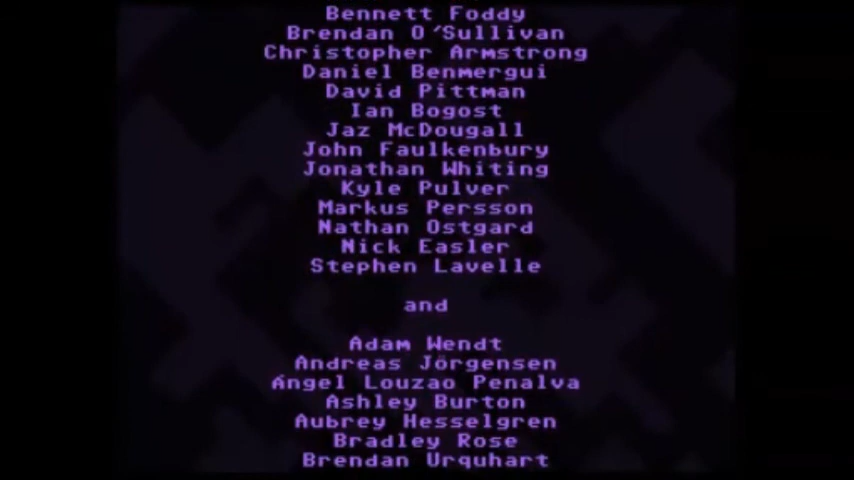 Bennett Foddy
Brendan O'Sullivan
Christopher Armstrong
Daniel Benmergui
David Pittman
Ian Bogost
Jaz McDougall
John Faulkenbury
Jonathan Whiting
Kyle Pulver
Markus Persson
Nathan Ostgard
Nick Easler
Stephen Lavelle
and
Adam Wendt
Andreas Jörgensen
Ángel Louzao Penalva
Ashley Burton
Aubrey Hesselgren
Bradley Rose
Brendan Urquhart